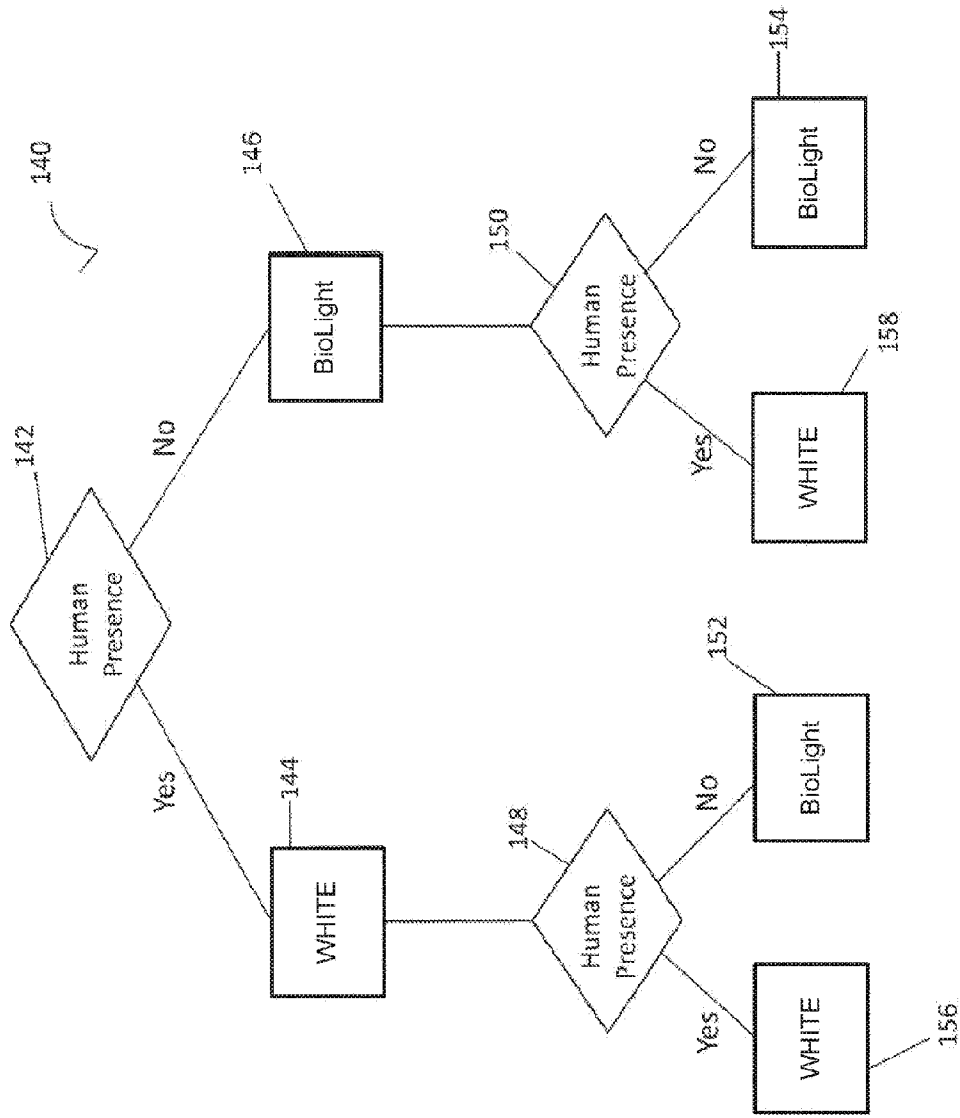 140
142
Human
Presence
Yes
No
144
WHITE
146
BioLight
148
Human
Presence
150
Human
Presence
Yes
No
Yes
No
156
WHITE
152
BioLight
158
WHITE
154
BioLight